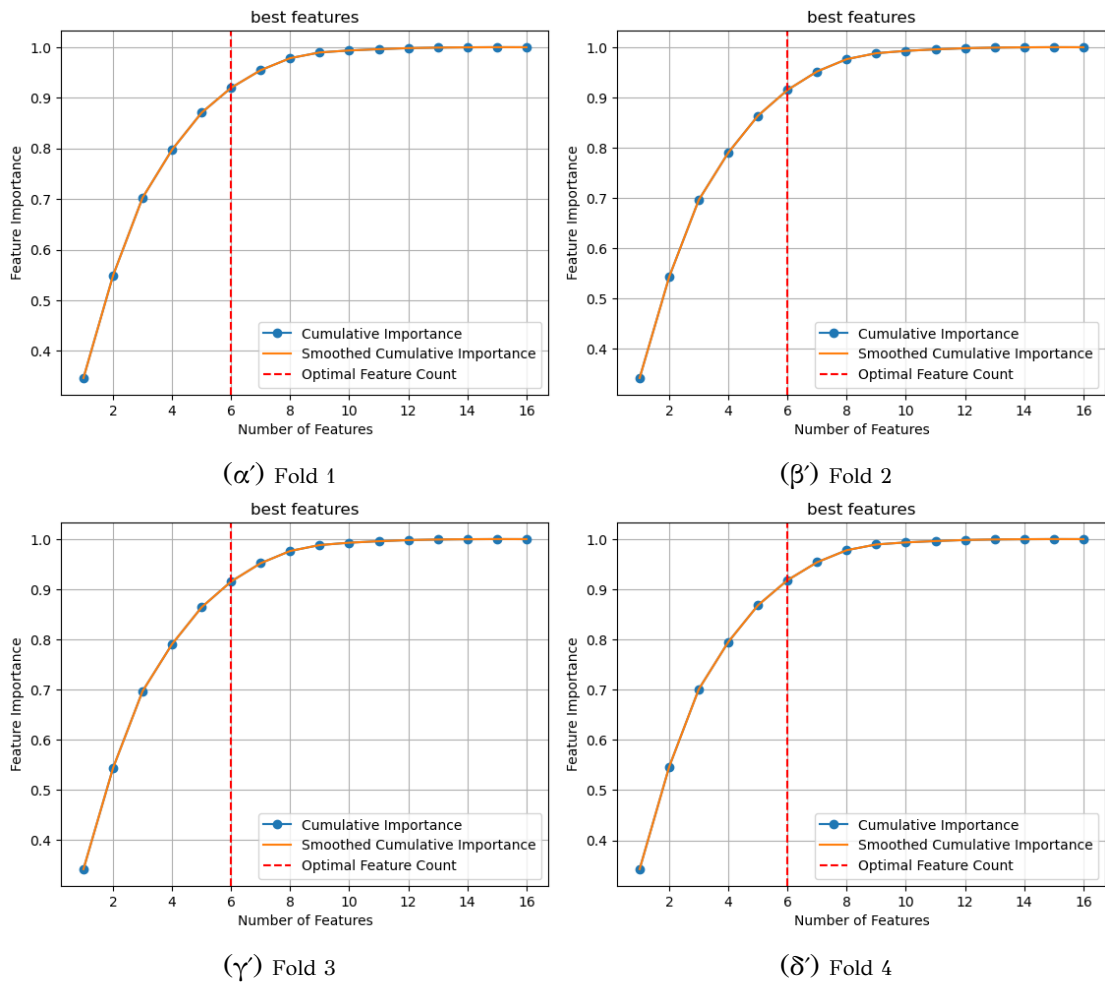 best features
1.0
0.9
0.8
0.7
0.6
0.5
0.4
Feature Importance
Cumulative Importance
Smoothed Cumulative Importance
Optimal Feature Count
2 4 6 8 10 12 14 16
Number of Features
(α΄) Fold 1
best features
1.0
0.9
0.8
0.7
0.6
0.5
0.4
Feature Importance
Cumulative Importance
Smoothed Cumulative Importance
Optimal Feature Count
2 4 6 8 10 12 14 16
Number of Features
(β΄) Fold 2
best features
1.0
0.9
0.8
0.7
0.6
0.5
0.4
Feature Importance
Cumulative Importance
Smoothed Cumulative Importance
Optimal Feature Count
2 4 6 8 10 12 14 16
Number of Features
(γ΄) Fold 3
best features
1.0
0.9
0.8
0.7
0.6
0.5
0.4
Feature Importance
Cumulative Importance
Smoothed Cumulative Importance
Optimal Feature Count
2 4 6 8 10 12 14 16
Number of Features
(δ΄) Fold 4